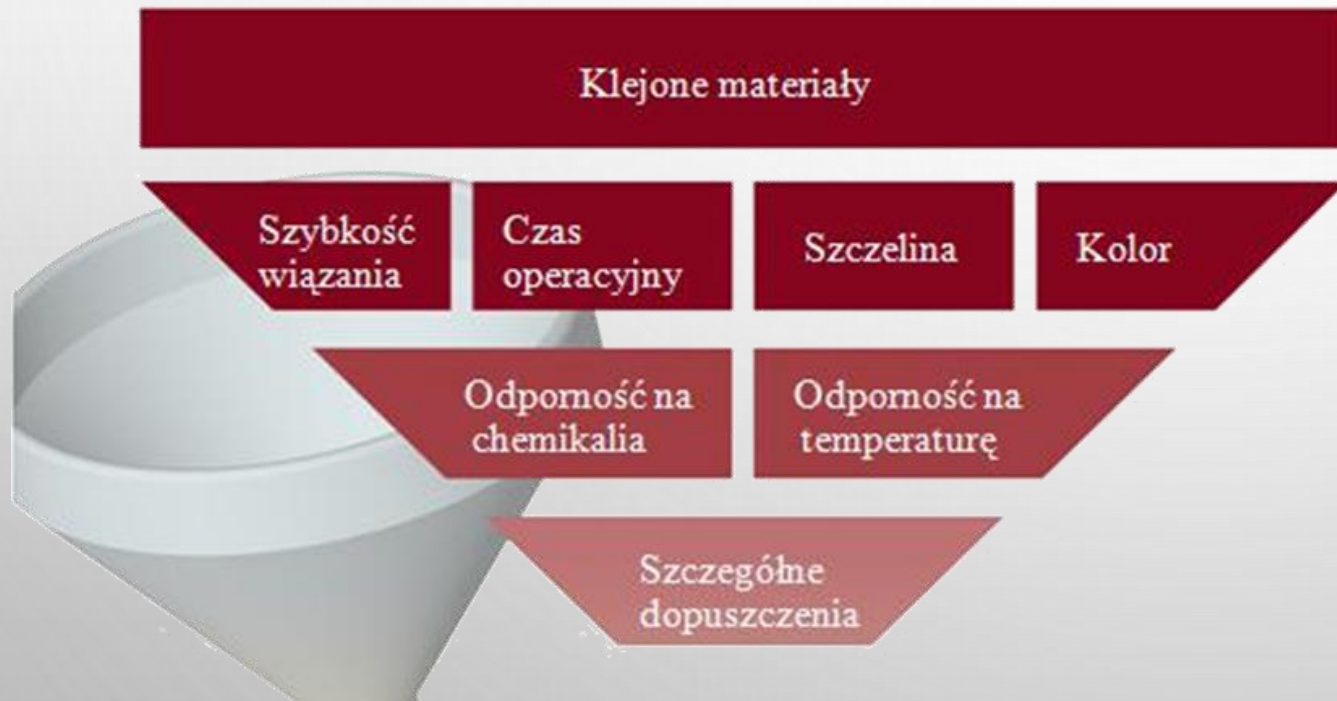 Klejone materiały
Szybkość
wiązania
Czas
operacyjny
Szczelina
Kolor
Odporność na
chemikalia
Odporność na
temperaturę
Szczególne
dopuszczenia